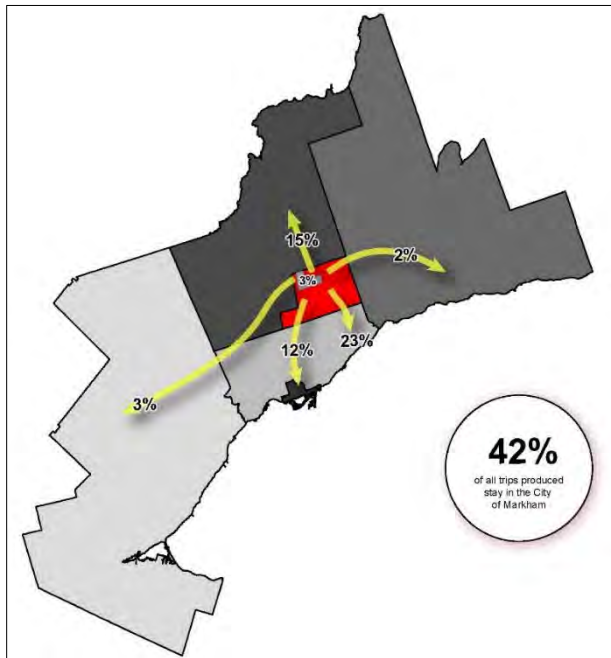 15%
2%
3%
23%
12%
3%
42%
of all trips produced
stay in the City
of Markham